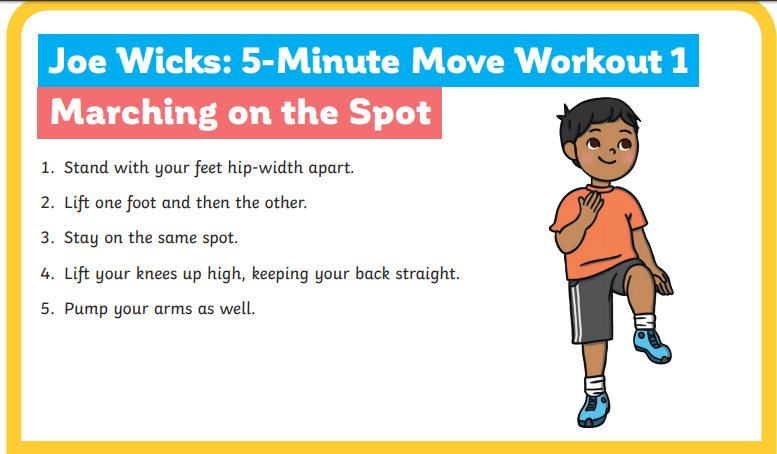 Joe Wicks: 5-Minute Move Workout 1
Marching on the Spot
1. Stand with your feet hip-width apart.
2. Lift one foot and then the other.
3. Stay on the same spot.
4. Lift your knees up high, keeping your back straight.
5. Pump your arms as well.